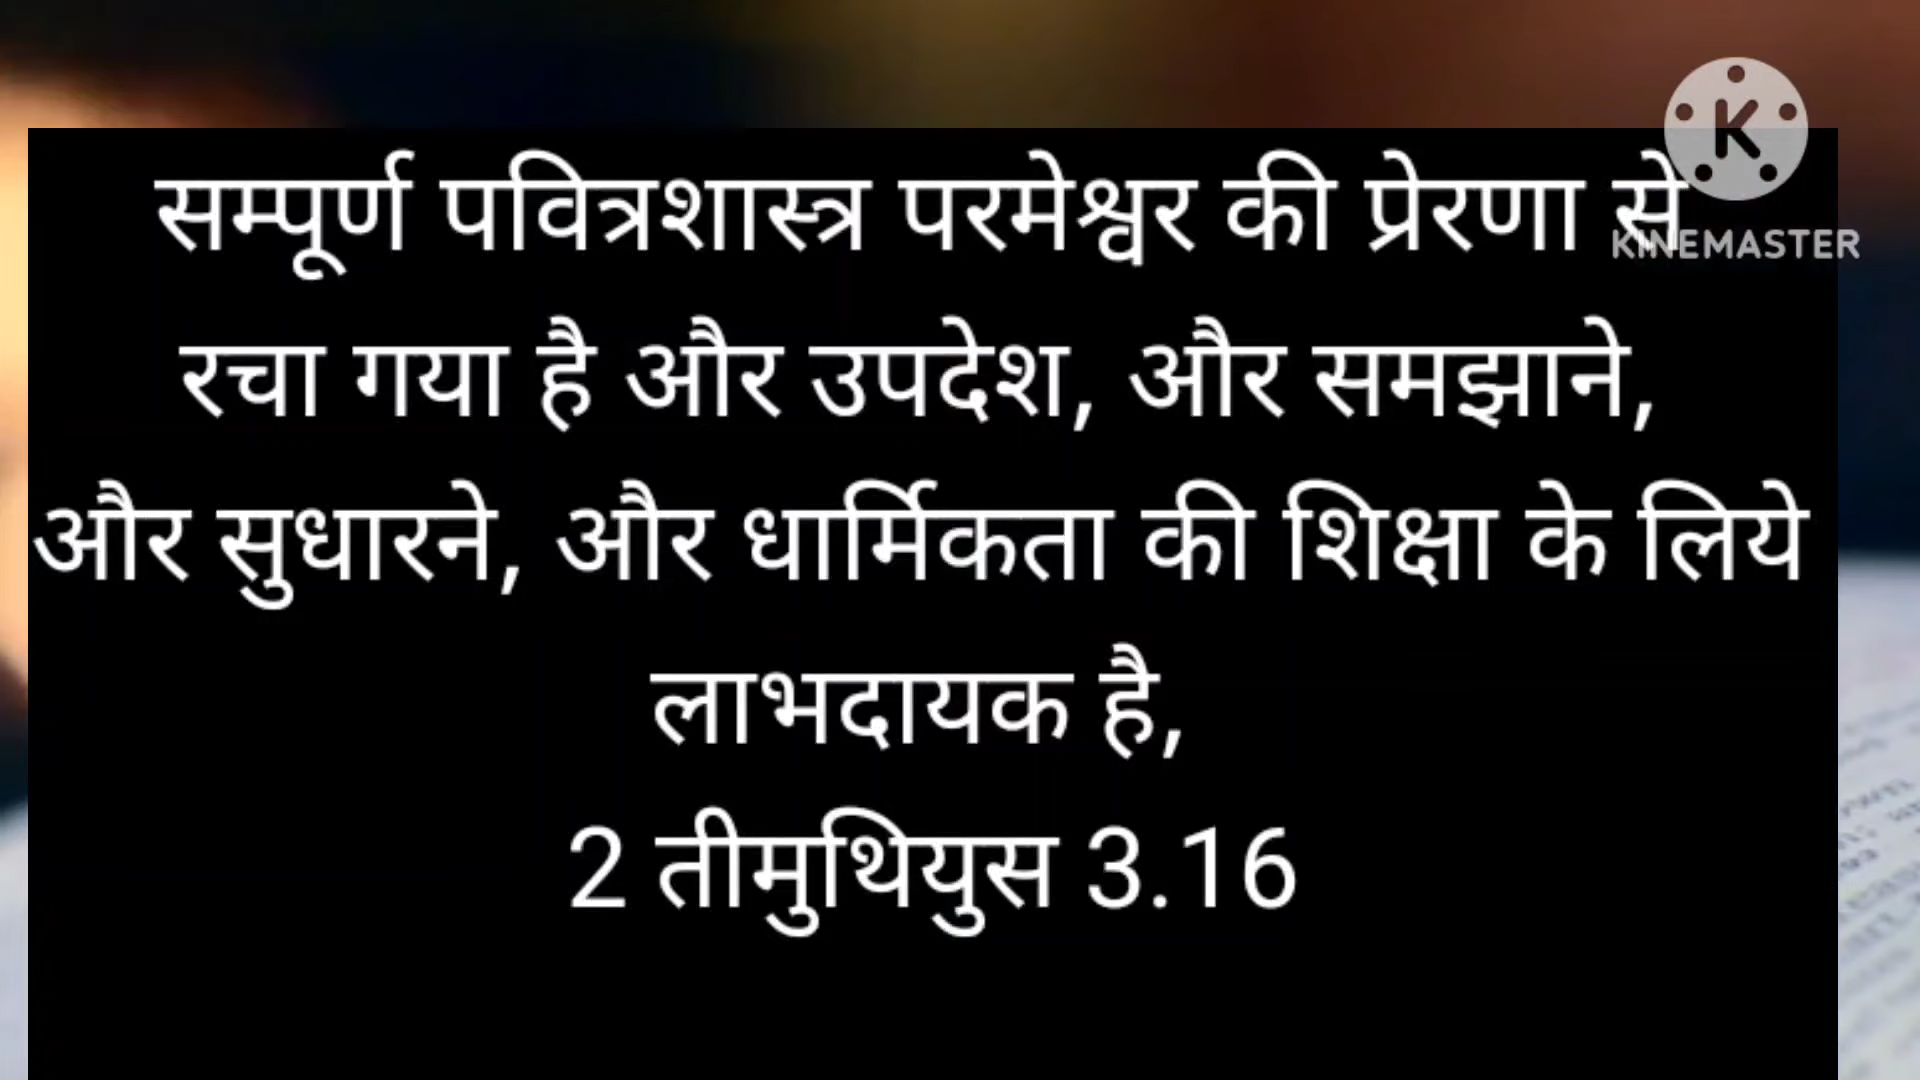 सम्पूर्ण पवित्रशास्त्र परमेश्वर की प्रेरणा से
KINEMASTER
रचा गया है और उपदेश, और समझाने,
और सुधारने, और धार्मिकता की शिक्षा के लिये
लाभदायक है,
2 तीमुथियुस 3.16